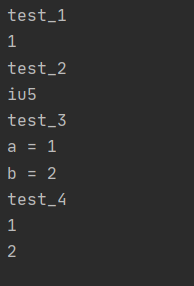 test_1
1
test_2
iu5
test_3
a = 1
b = 2
test_4
1
2